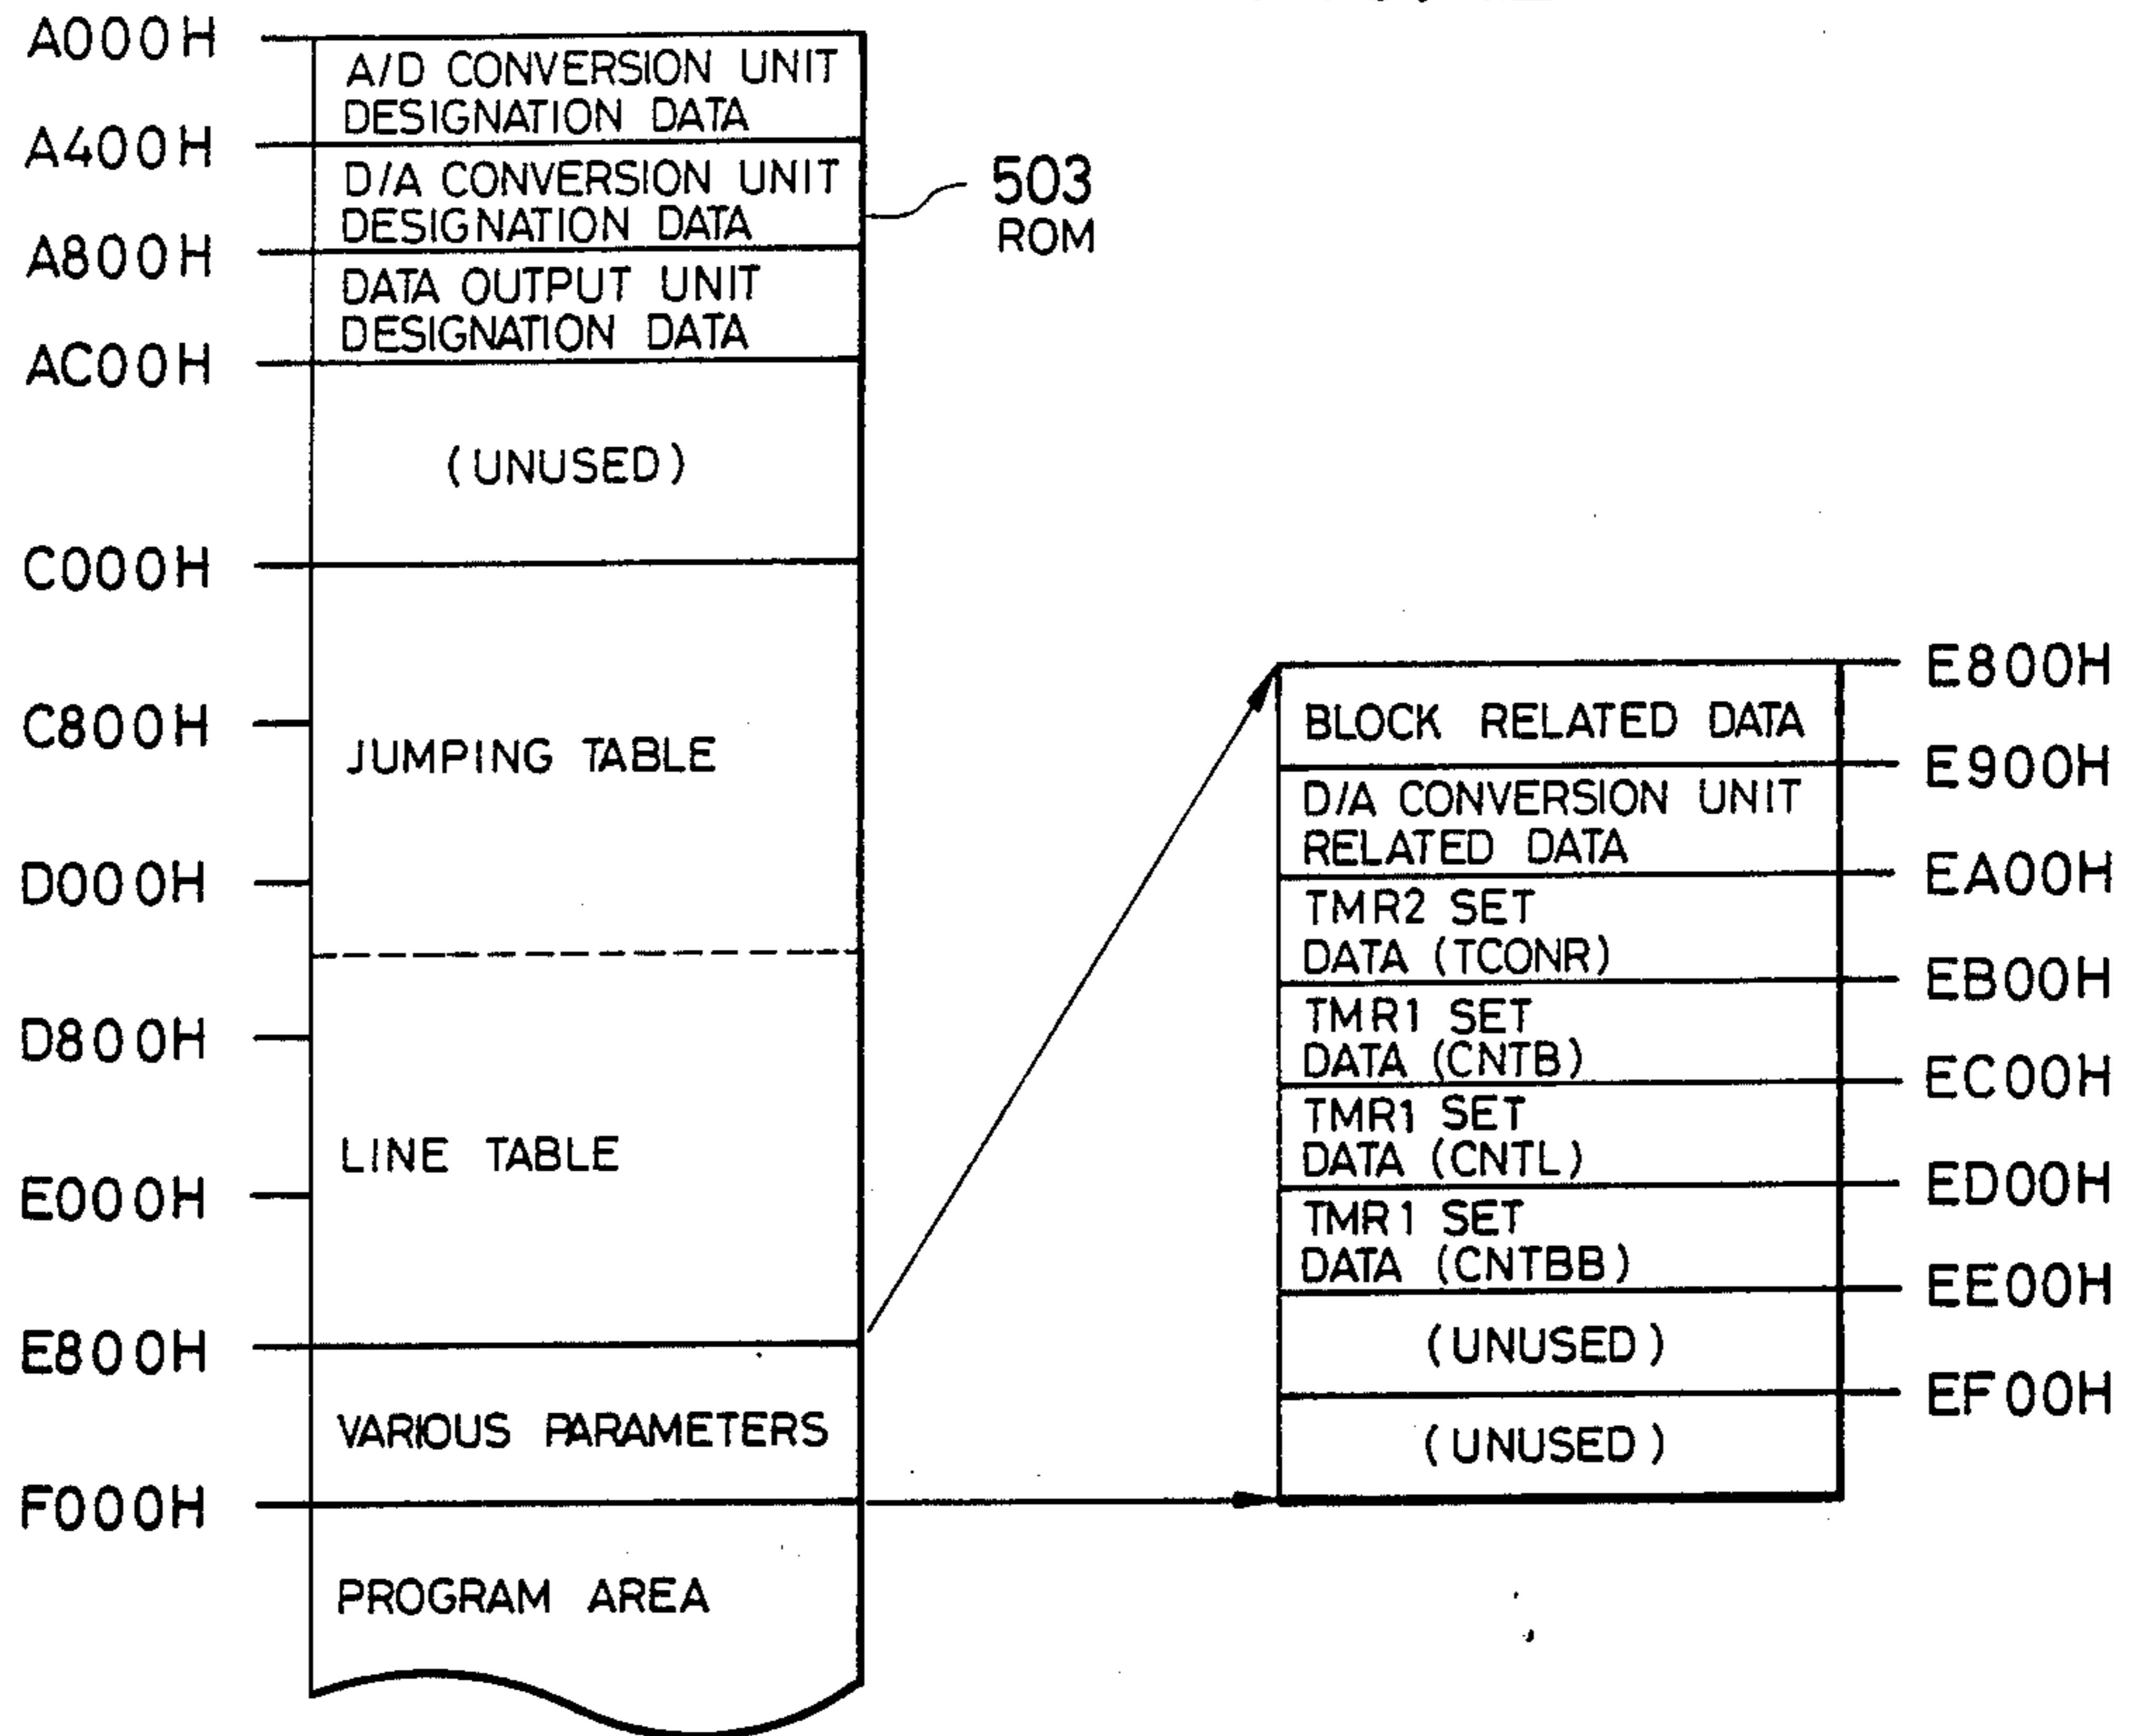 A000H
A/D CONVERSION UNIT
DESIGNATION DATA
A400H
D/A CONVERSION UNIT
DESIGNATION DATA
503
ROM
A800H
DATA OUTPUT UNIT
DESIGNATION DATA
AC00H
(UNUSED)
C000H
C800H
JUMPING TABLE
D000H
D800H
LINE TABLE
E000H
E800H
VARIOUS PARAMETERS
F000H
PROGRAM AREA
E800H
BLOCK RELATED DATA
E900H
D/A CONVERSION UNIT
RELATED DATA
EA00H
TMR2 SET
DATA (TCONR)
EB00H
TMR1 SET
DATA (CNTB)
EC00H
TMR1 SET
DATA (CNTL)
ED00H
TMR1 SET
DATA (CNTBB)
EE00H
(UNUSED)
EF00H
(UNUSED)